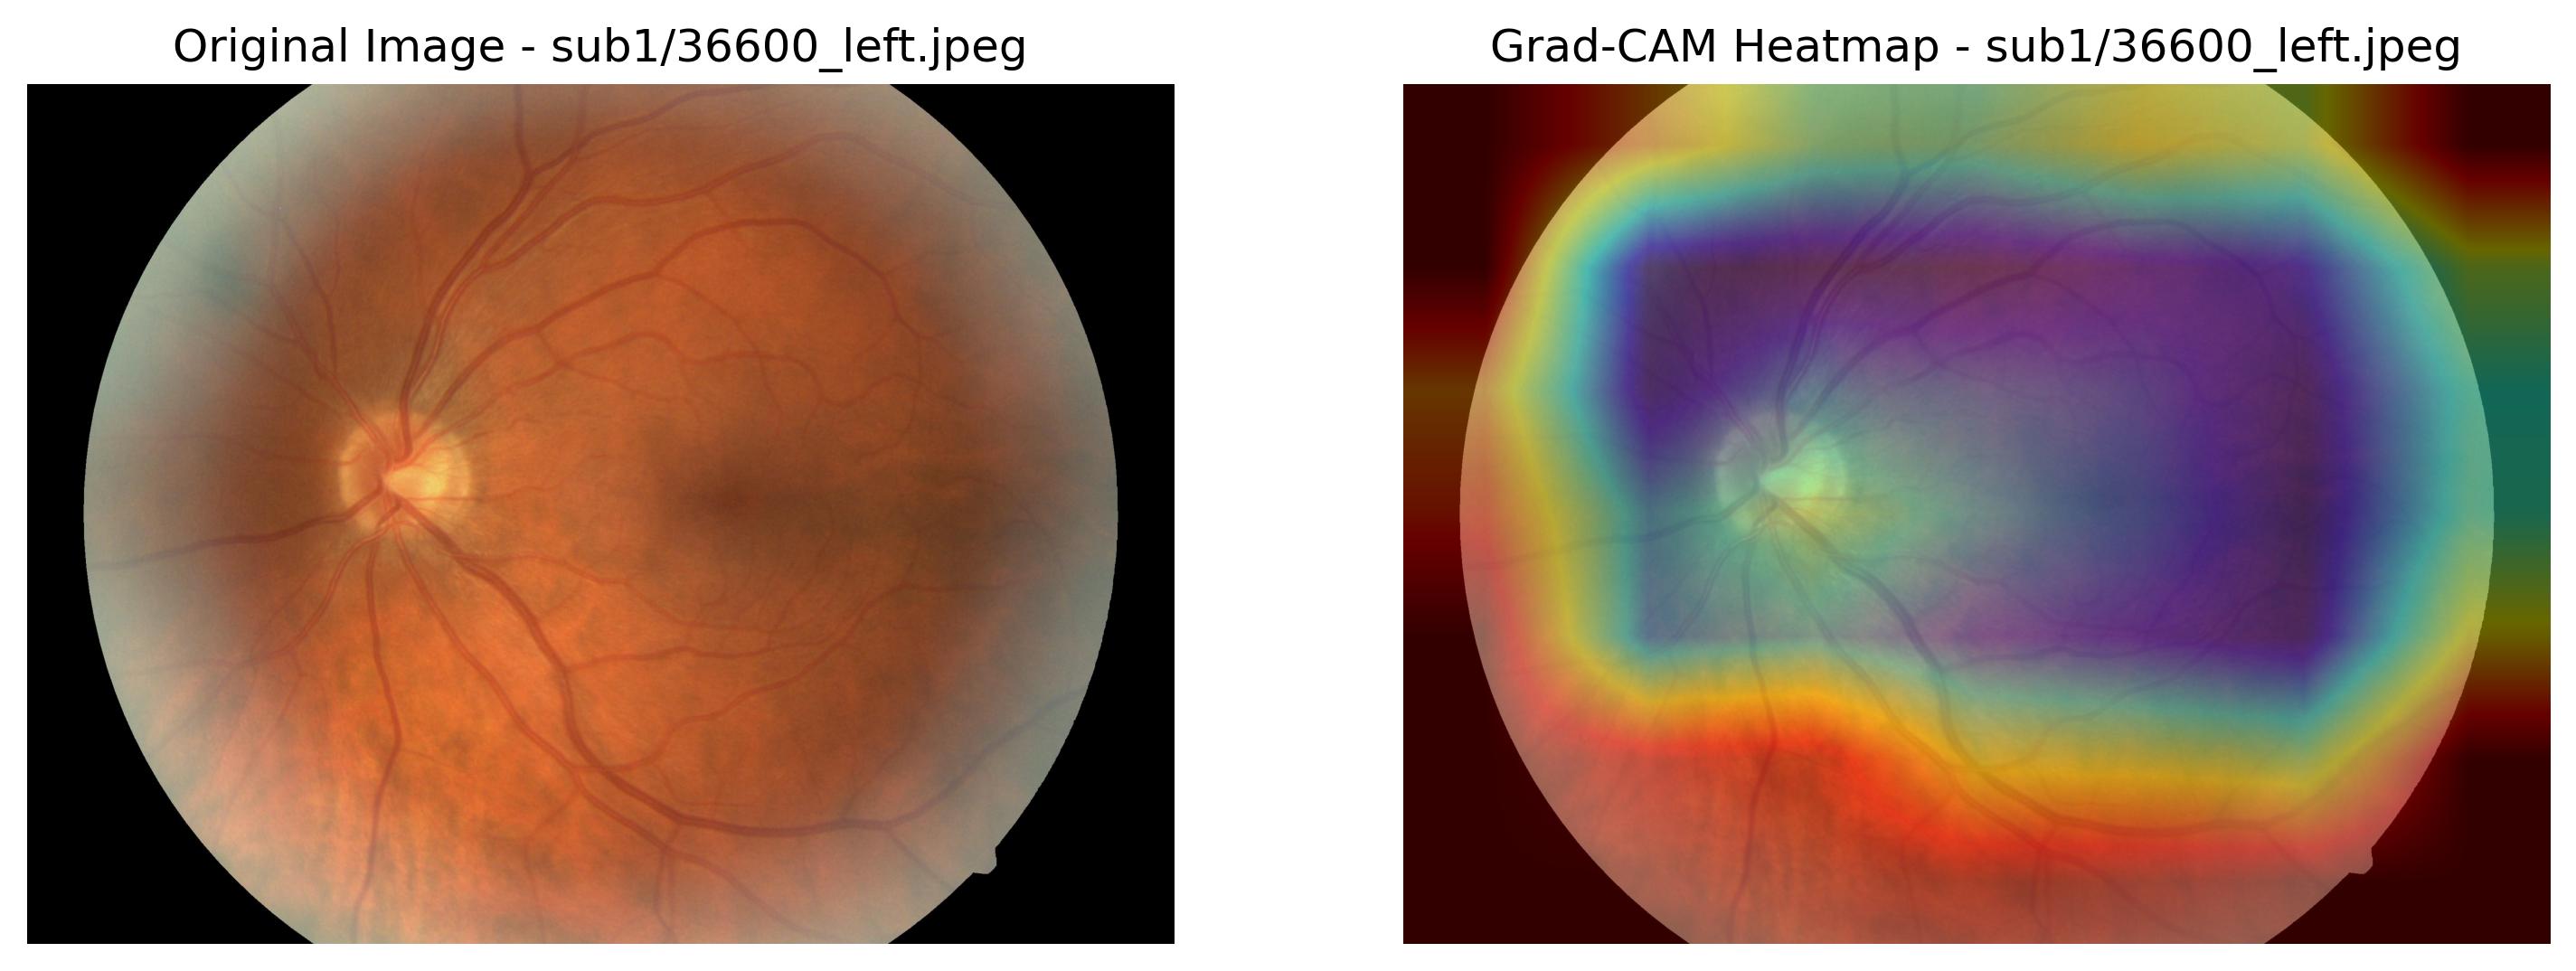 Original Image - sub1/36600_left.jpeg
Grad-CAM Heatmap - sub1/36600_left.jpeg